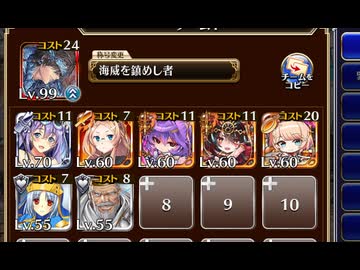 コスト24
称号変更
海威を鎮めし者
チームを
コピー
Lv.99
コスト11
コスト7
コスト11
コスト11
コスト20
Lv.70
Lv.60
Lv.60
Lv.60
Lv.60
コスト7
コスト8
Lv.55
Lv.55
8
9
10